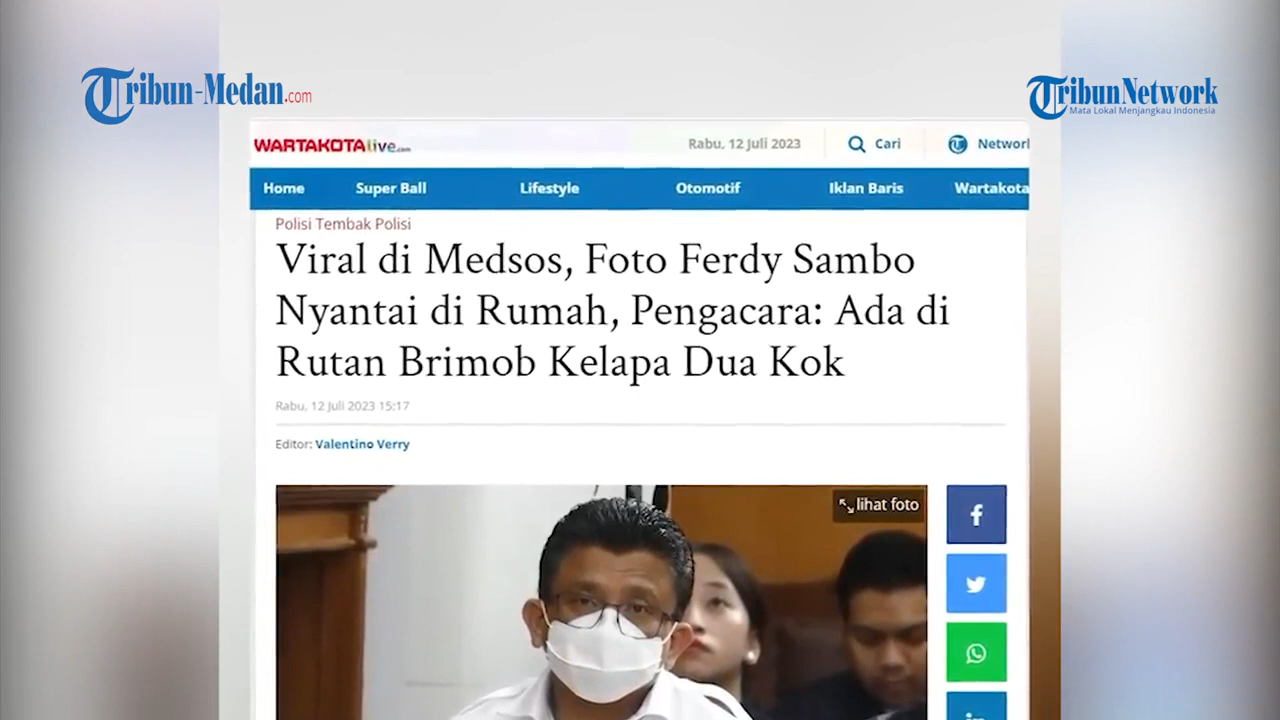 Tribun-Medan.com
TribunNetwork
Mata Lokal Menjangkau Indonesia
WARTAKOTAlive.com
Rabu, 12 Juli 2023
Cari
Networ
Home
Super Ball
Lifestyle
Otomotif
Iklan Baris
Wartakota
Polisi Tembak Polisi
Viral di Medsos, Foto Ferdy Sambo
Nyantai di Rumah, Pengacara: Ada di
Rutan Brimob Kelapa Dua Kok
Rabu, 12 Juli 2023 15:17
Editor: Valentino Verry
lihat foto